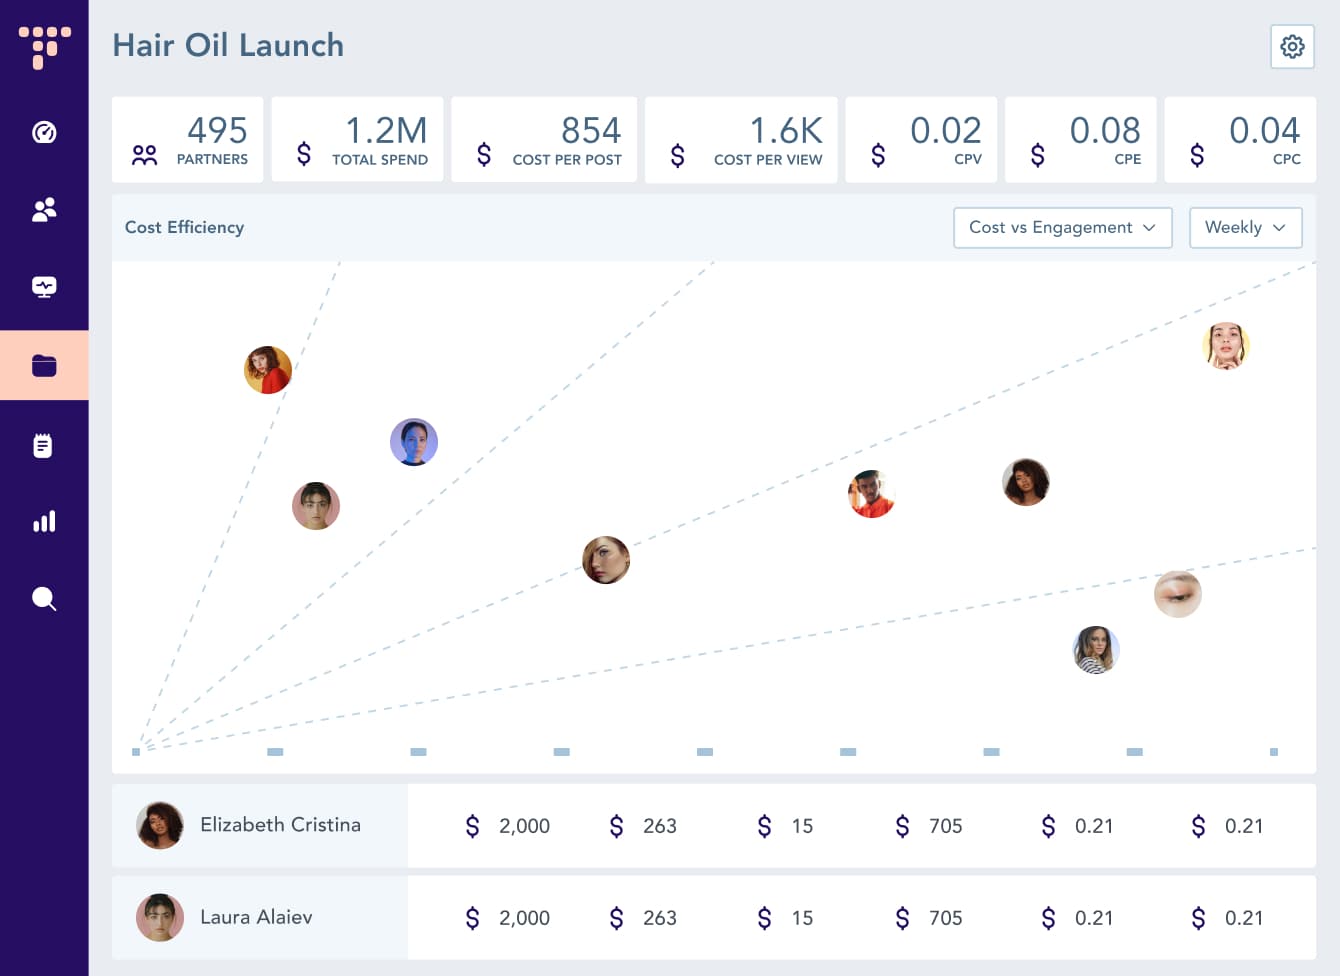 Hair Oil Launch
495
PARTNERS
$ 1.2M
TOTAL SPEND
$ 854
COST PER POST
$ 1.6K
COST PER VIEW
$ 0.02
CPV
$ 0.08
CPE
$ 0.04
CPC
Cost Efficiency
Cost vs Engagement
Weekly
Elizabeth Cristina $ 2,000 $ 263 $ 15 $ 705 $ 0.21 $ 0.21
Laura Alaiev $ 2,000 $ 263 $ 15 $ 705 $ 0.21 $ 0.21